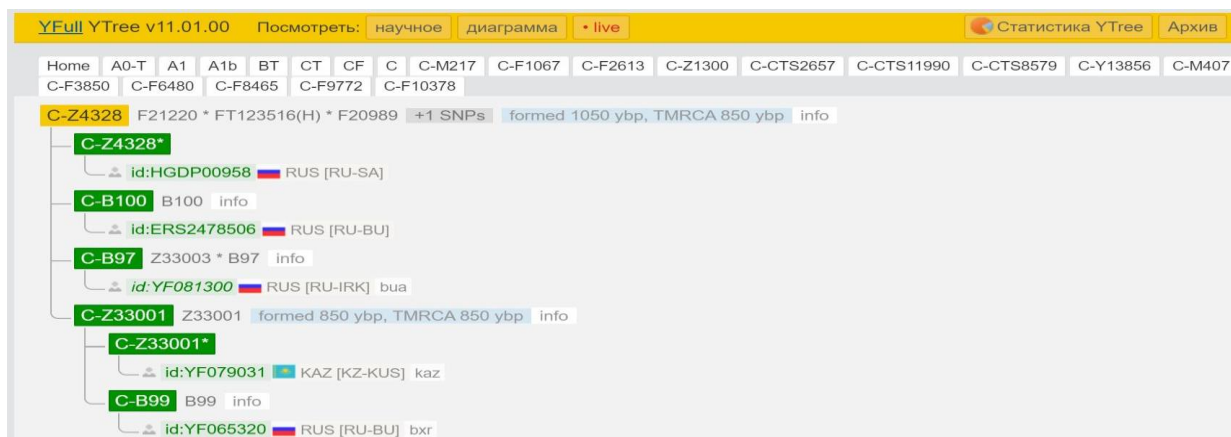 YFull YTree v11.01.00 Посмотреть: научное диаграмма • live Статистика YTree Архив
Home A0-T A1 A1b BT CT CF C C-M217 C-F1067 C-F2613 C-Z1300 C-CTS2657 C-CTS11990 C-CTS8579 C-Y13856 C-M407
C-F3850 C-F6480 C-F8465 C-F9772 C-F10378
C-Z4328 F21220 * FT123516(H) * F20989 +1 SNPs formed 1050 ybp, TMRCA 850 ybp info
C-Z4328*
id:HGDP00958 RUS [RU-SA]
C-B100 B100 info
id:ERS2478506 RUS [RU-BU]
C-B97 Z33003 * B97 info
id:YF081300 RUS [RU-IRK] bua
C-Z33001 Z33001 formed 850 ybp, TMRCA 850 ybp info
C-Z33001*
id:YF079031 KAZ [KZ-KUS] kaz
C-B99 B99 info
id:YF065320 RUS [RU-BU] bxr